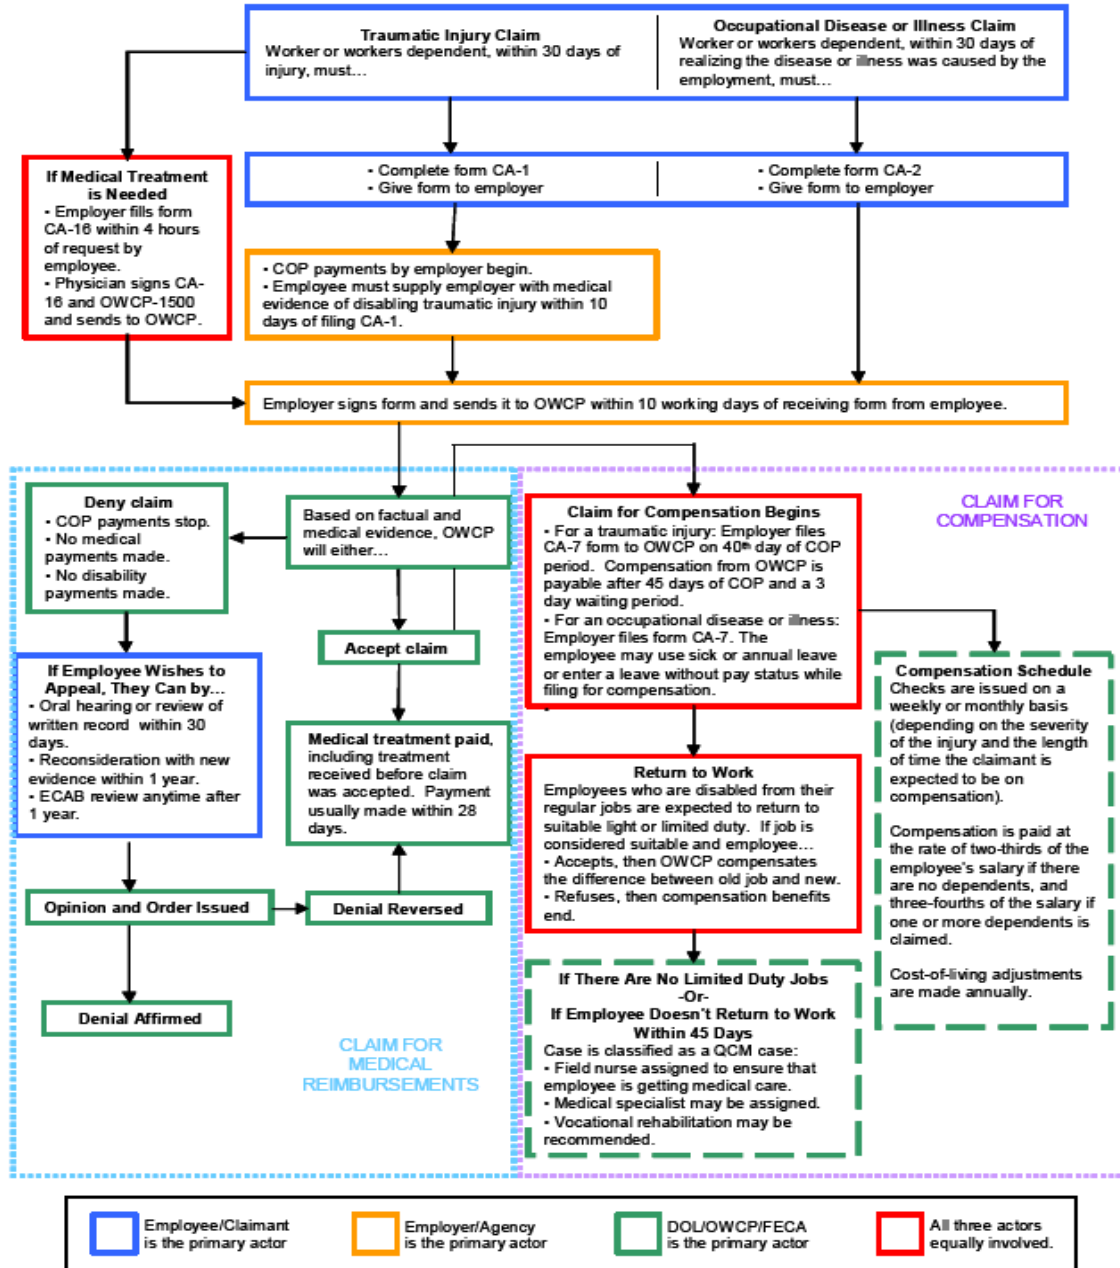 Traumatic Injury Claim
Worker or workers dependent, within 30 days of
injury, must...
Occupational Disease or Illness Claim
Worker or workers dependent, within 30 days of
realizing the disease or illness was caused by the
employment, must...
If Medical Treatment
is Needed
- Employer fills form
CA-16 within 4 hours
of request by
employee.
- Physician signs CA-
16 and OWCP-1500
and sends to OWCP.
- Complete form CA-1
- Give form to employer
- Complete form CA-2
- Give form to employer
- COP payments by employer begin.
- Employee must supply employer with medical
evidence of disabling traumatic injury within 10
days of filing CA-1.
Employer signs form and sends it to OWCP within 10 working days of receiving form from employee.
Deny claim
- COP payments stop.
- No medical
payments made.
- No disability
payments made.
Based on factual and
medical evidence, OWCP
will either...
Accept claim
If Employee Wishes to
Appeal, They Can by...
- Oral hearing or review of
written record within 30
days.
- Reconsideration with new
evidence within 1 year.
- ECAB review anytime after
1 year.
Medical treatment paid,
including treatment
received before claim
was accepted. Payment
usually made within 28
days.
Opinion and Order Issued
Denial Reversed
Denial Affirmed
CLAIM FOR
MEDICAL
REIMBURSEMENTS
CLAIM FOR
COMPENSATION
Claim for Compensation Begins
- For a traumatic injury: Employer files
CA-7 form to OWCP on 40th day of COP
period. Compensation from OWCP is
payable after 45 days of COP and a 3
day waiting period.
- For an occupational disease or illness:
Employer files form CA-7. The
employee may use sick or annual leave
or enter a leave without pay status while
filing for compensation.
-
Return to Work
Employees who are disabled from their
regular jobs are expected to return to
suitable light or limited duty. If job is
considered suitable and employee...
- Accepts, then OWCP compensates
the difference between old job and new.
- Refuses, then compensation benefits
end.
If There Are No Limited Duty Jobs
-Or-
If Employee Doesn't Return to Work
Within 45 Days
Case is classified as a QCM case:
- Field nurse assigned to ensure that
employee is getting medical care.
- Medical specialist may be assigned.
- Vocational rehabilitation may be
recommended.
Compensation Schedule
Checks are issued on a
weekly or monthly basis
(depending on the severity
of the injury and the length
of time the claimant is
expected to be on
compensation).
Compensation is paid at
the rate of two-thirds of the
employee's salary if there
are no dependents, and
three-fourths of the salary if
one or more dependents is
claimed.
Cost-of-living adjustments
are made annually.
Employee/Claimant
is the primary actor
Employer/Agency
is the primary actor
DOL/OWCP/FECA
is the primary actor
All three actors
equally involved.